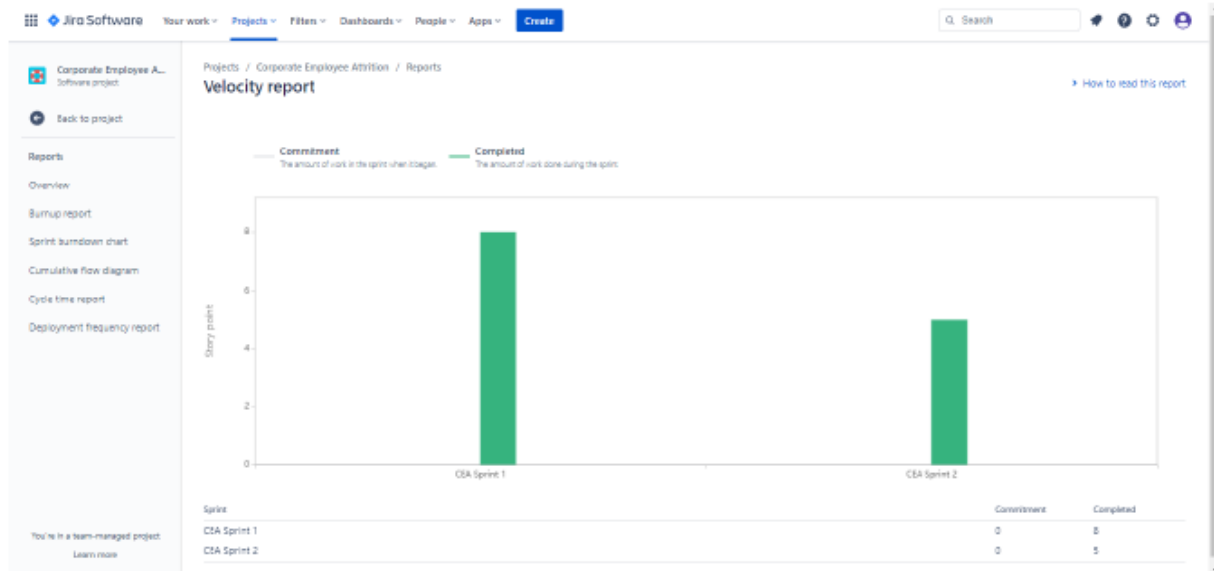 Jira Software Your work Projects Filters Dashboards People Apps Create Search
Corporate Employee A...
Software project
Back to project
Reports
Overview
Burnup report
Sprint burndown chart
Cumulative flow diagram
Cycle time report
Deployment frequency report
You're in a team-managed project
Learn more
Projects / Corporate Employee Attrition / Reports
Velocity report
How to read this report
Commitment
The amount of work in the sprint when it began.
Completed
The amount of work done during the sprint.
Story point
8
6
4
2
0
CEA Sprint 1 CEA Sprint 2
Sprint Commitment Completed
CEA Sprint 1 0 8
CEA Sprint 2 0 5